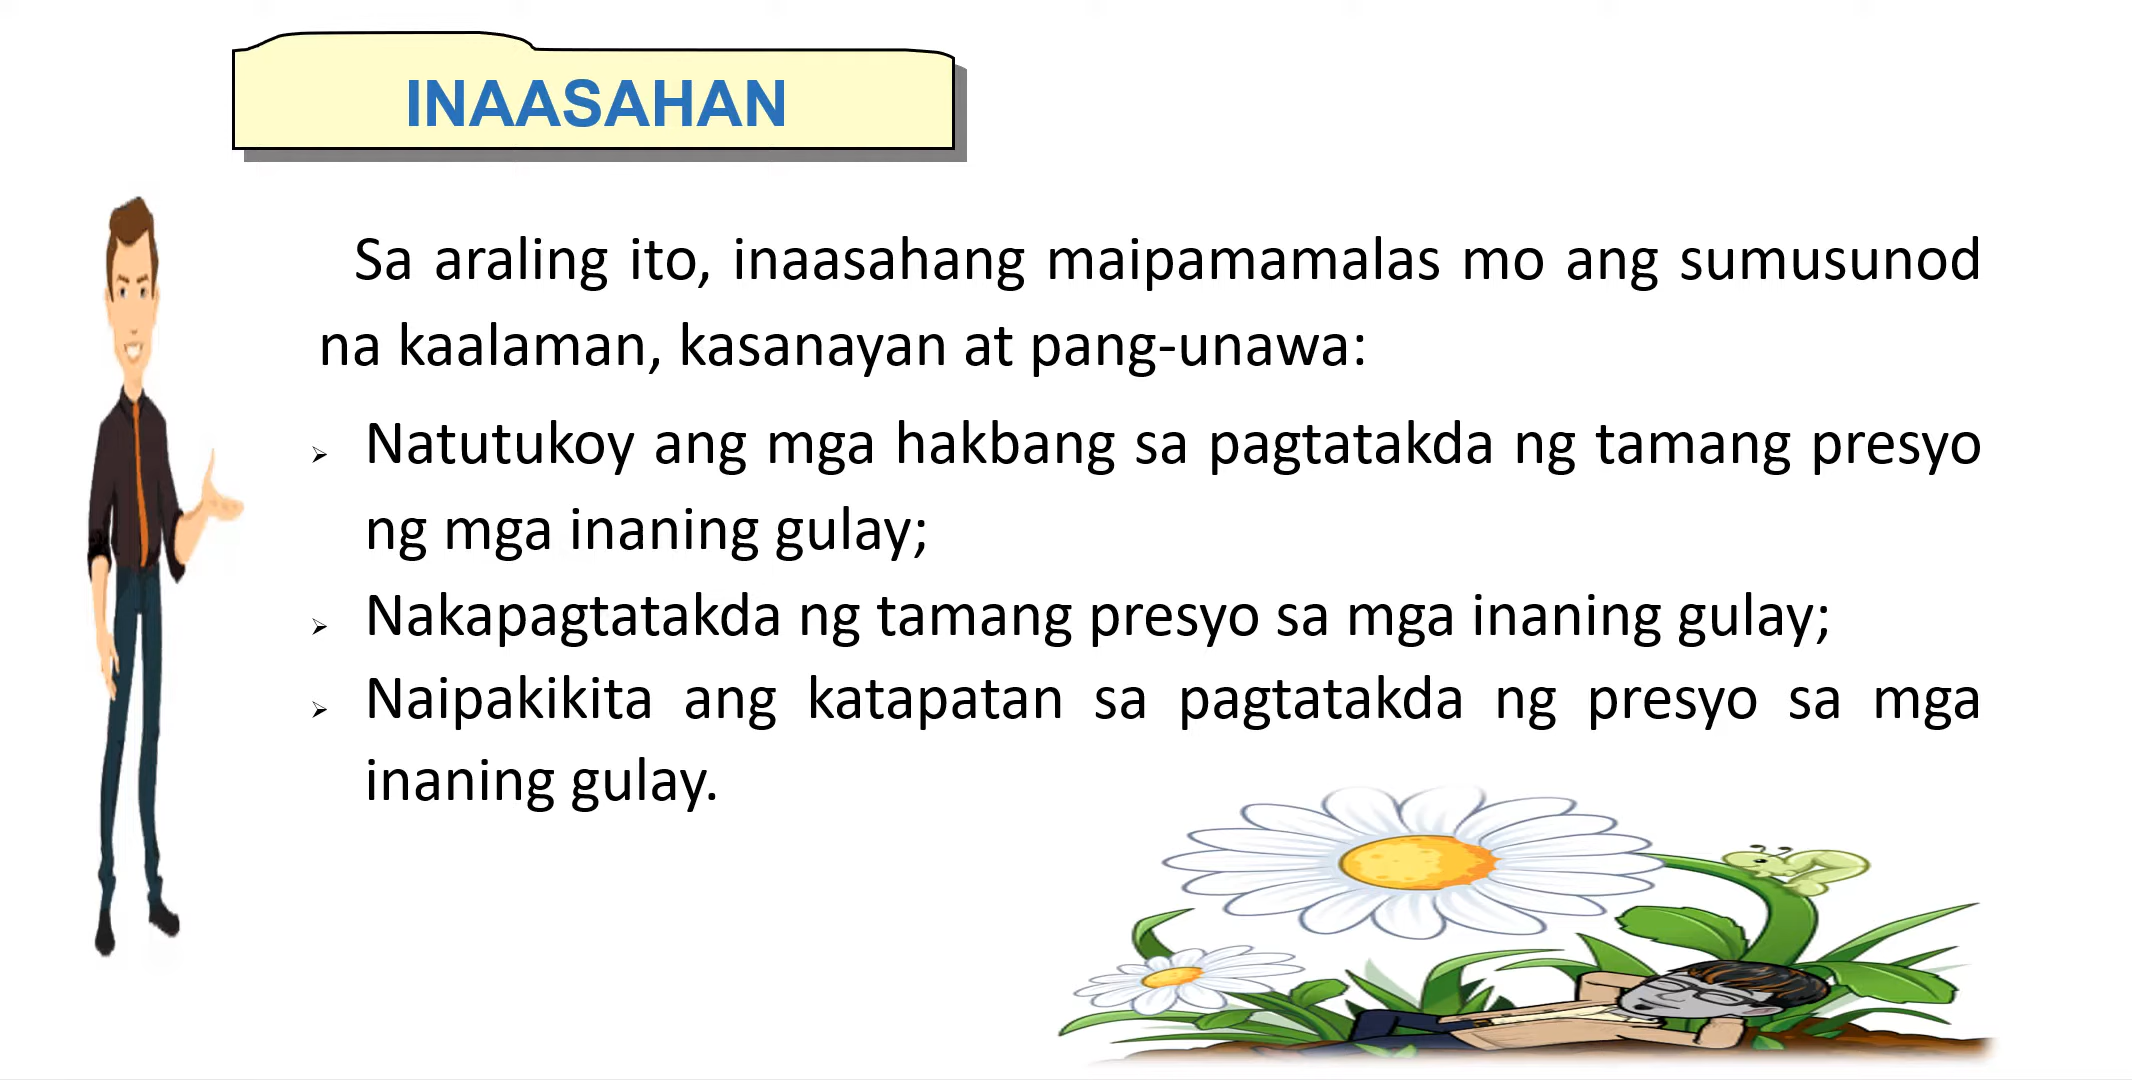 INAASAHAN
Sa araling ito, inaasahang maipamamalas mo ang sumusunod
na kaalaman, kasanayan at pang-unawa:
Natutukoy ang mga hakbang sa pagtatakda ng tamang presyo
ng mga inaning gulay;
Nakapagtatakda ng tamang presyo sa mga inaning gulay;
Naipakikita ang katapatan sa pagtatakda ng presyo sa mga
inaning gulay.